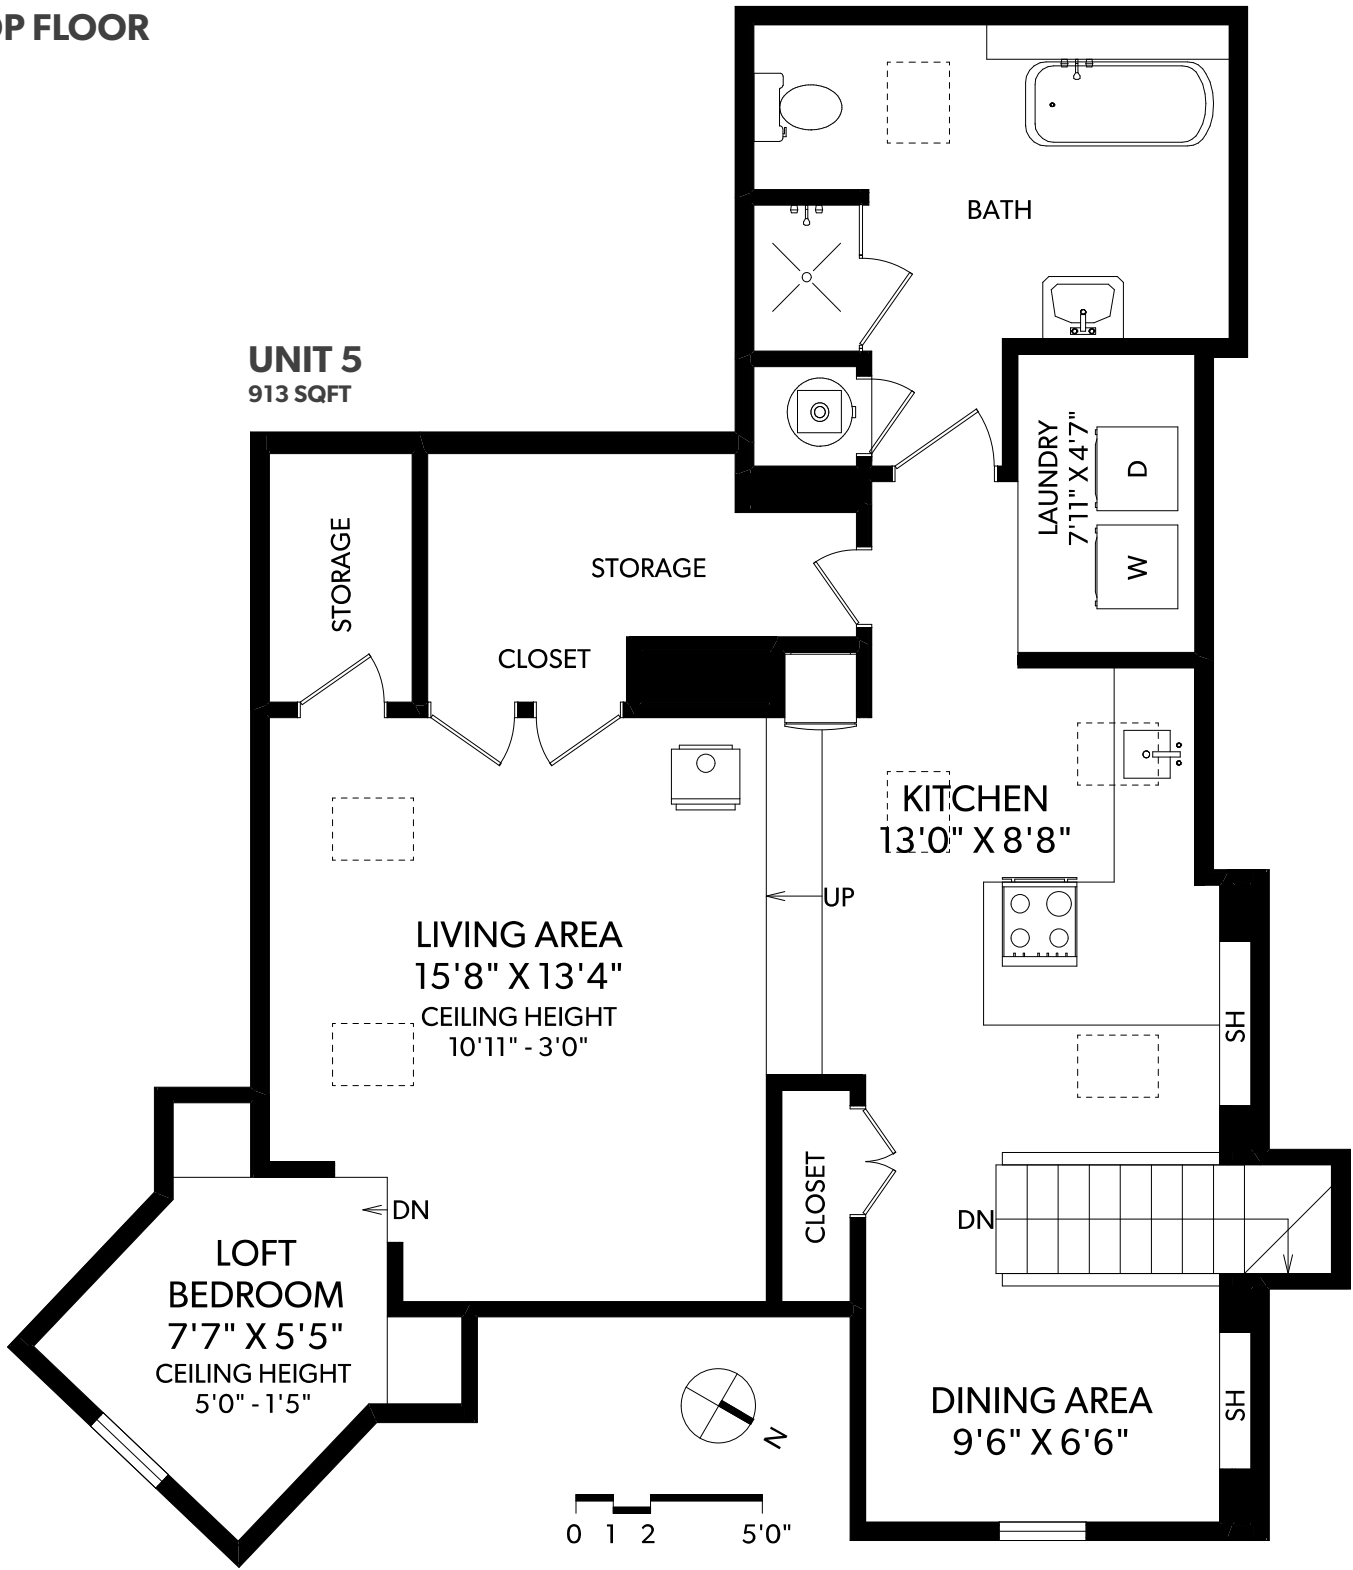 OP FLOOR
BATH
UNIT 5
913 SQFT
LAUNDRY
7'11" X 4'7"
D
W
STORAGE
STORAGE
CLOSET
KITCHEN
13'0" X 8'8"
UP
LIVING AREA
15'8" X 13'4"
CEILING HEIGHT
10'11" - 3'0"
SH
CLOSET
DN
DN
LOFT
BEDROOM
7'7" X 5'5"
CEILING HEIGHT
5'0" - 1'5"
DINING AREA
9'6" X 6'6"
SH
N
0 1 2 5'0"